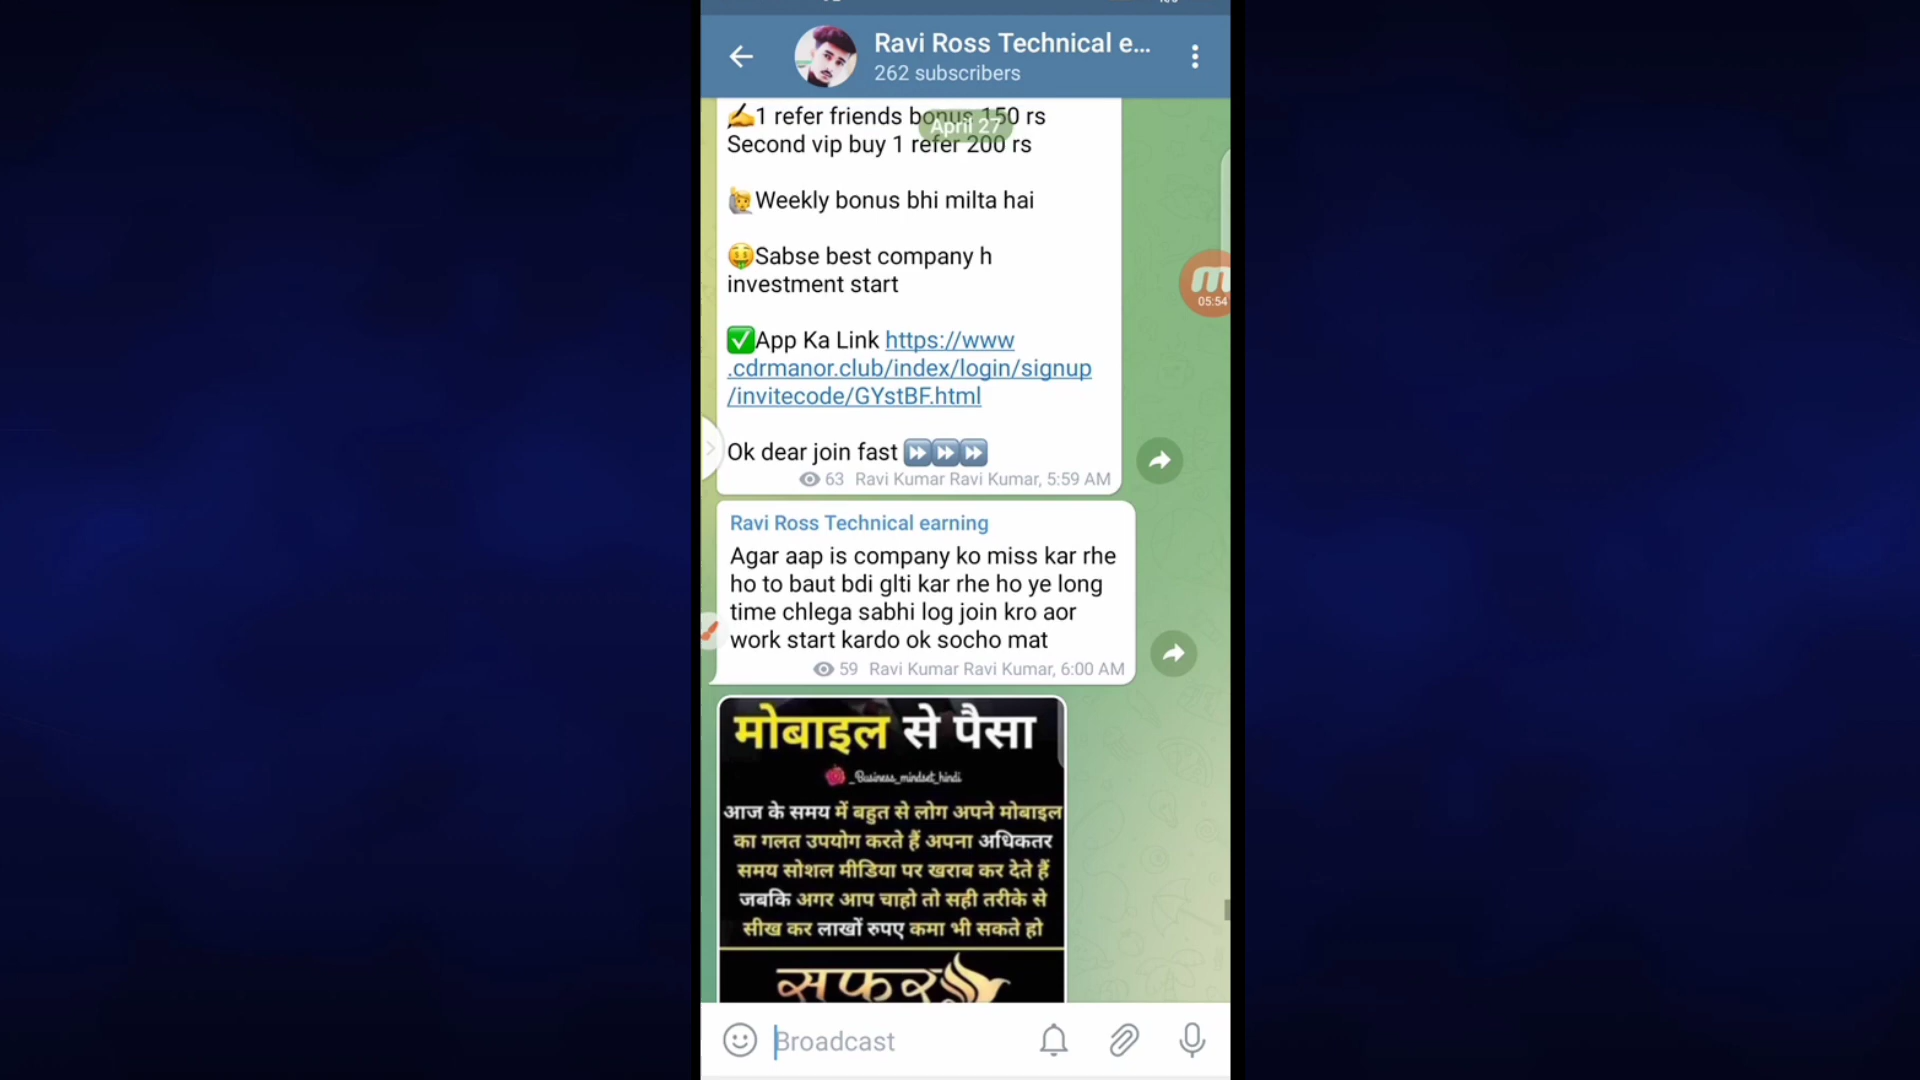 Ravi Ross Technical e...
262 subscribers
✍1 refer friends bonus 150 rs
April 27
Second vip buy 1 refer 200 rs
🙋Weekly bonus bhi milta hai
🤑Sabse best company h
investment start
✅App Ka Link https://www
.cdrmanor.club/index/login/signup
/invitecode/GYstBF.html
Ok dear join fast ⏩⏩⏩
63 Ravi Kumar Ravi Kumar, 5:59 AM
05:54
Ravi Ross Technical earning
Agar aap is company ko miss kar rhe
ho to baut bdi glti kar rhe ho ye long
time chlega sabhi log join kro aor
work start kardo ok socho mat
59 Ravi Kumar Ravi Kumar, 6:00 AM
मोबाइल से पैसा
_Business_mindset_hindi
आज के समय में बहुत से लोग अपने मोबाइल
का गलत उपयोग करते हैं अपना अधिकतर
समय सोशल मीडिया पर खराब कर देते हैं
जबकि अगर आप चाहो तो सही तरीके से
सीख कर लाखों रुपए कमा भी सकते हो
सफर
Broadcast